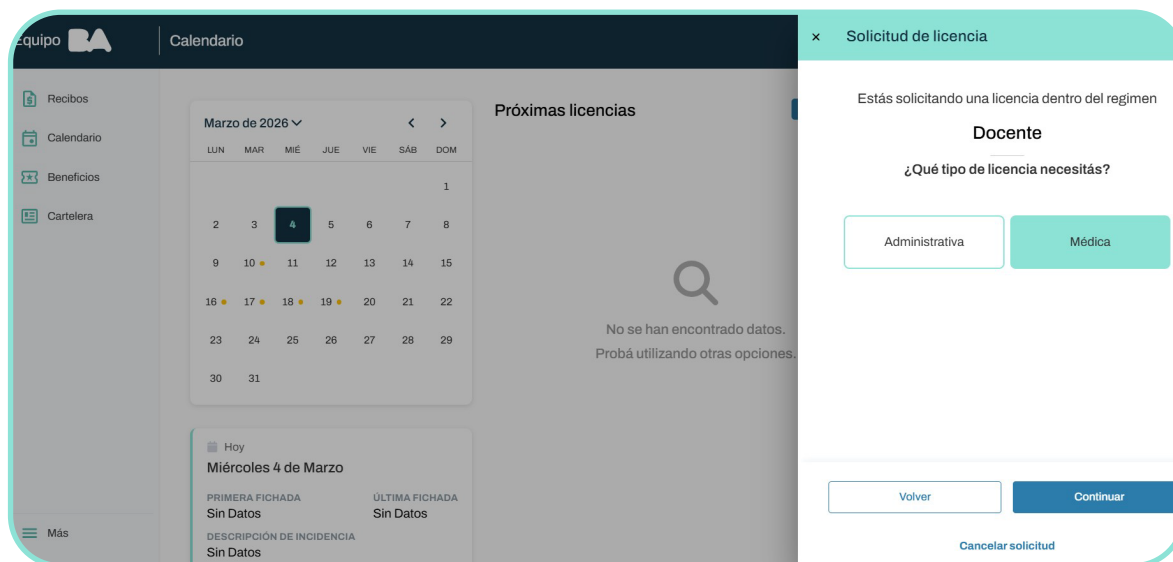 Equipo BA
Calendario
Recibos
Calendario
Beneficios
Cartelera
Más
Marzo de 2026
LUN MAR MIÉ JUE VIE SÁB DOM
1
2 3 4 5 6 7 8
9 10 11 12 13 14 15
16 17 18 19 20 21 22
23 24 25 26 27 28 29
30 31
Hoy
Miércoles 4 de Marzo
PRIMERA FICHADA ÚLTIMA FICHADA
Sin Datos Sin Datos
DESCRIPCIÓN DE INCIDENCIA
Sin Datos
Próximas licencias
No se han encontrado datos.
Probá utilizando otras opciones.
× Solicitud de licencia
Estás solicitando una licencia dentro del regimen
Docente
¿Qué tipo de licencia necesitás?
Administrativa Médica
Volver Continuar
Cancelar solicitud